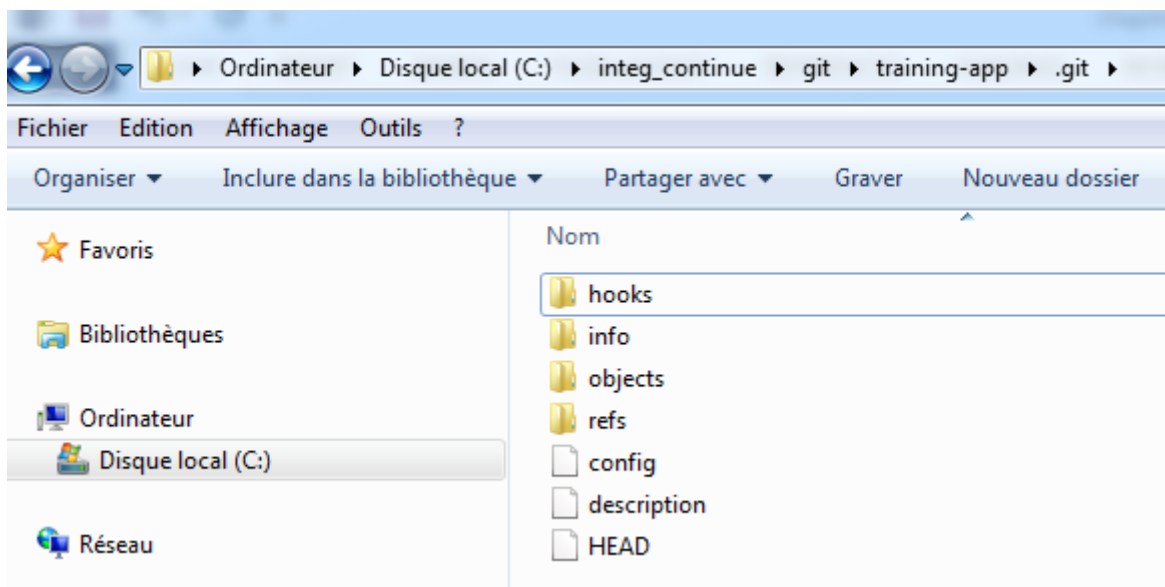 Ordinateur Disque local (C:) integ_continue git training-app .git
Fichier Edition Affichage Outils ?
Organiser Inclure dans la bibliothèque Partager avec Graver Nouveau dossier
Favoris
Bibliothèques
Ordinateur
Disque local (C:)
Réseau
Nom
hooks
info
objects
refs
config
description
HEAD